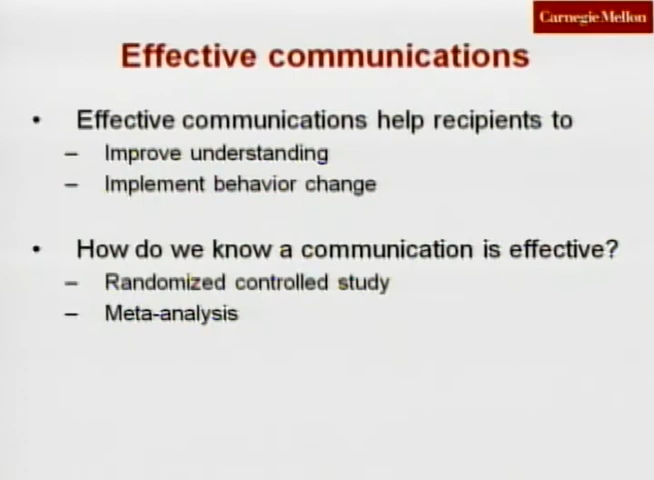 Carnegie Mellon
Effective communications
• Effective communications help recipients to
– Improve understanding
– Implement behavior change
• How do we know a communication is effective?
– Randomized controlled study
– Meta-analysis